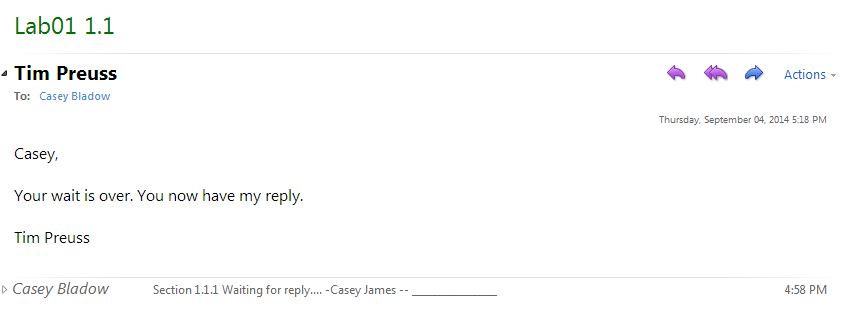 Lab01 1.1
Tim Preuss
Actions
To: Casey Bladow
Thursday, September 04, 2014 5:18 PM
Casey,
Your wait is over. You now have my reply.
Tim Preuss
Casey Bladow Section 1.1.1 Waiting for reply.... -Casey James -- _______________ 4:58 PM